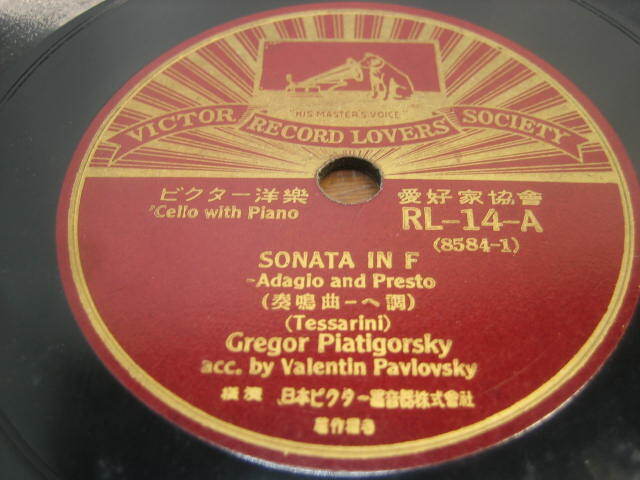 "HIS MASTER'S VOICE"
VICTOR RECORD LOVERS' SOCIETY
ビクター洋樂 愛好家協會
'Cello with Piano RL-14-A
(8584-1)
SONATA IN F
-Adagio and Presto
(奏鳴曲-ヘ調)
(Tessarini)
Gregor Piatigorsky
acc. by Valentin Pavlovsky
横濱 日本ビクター蓄音器株式會社